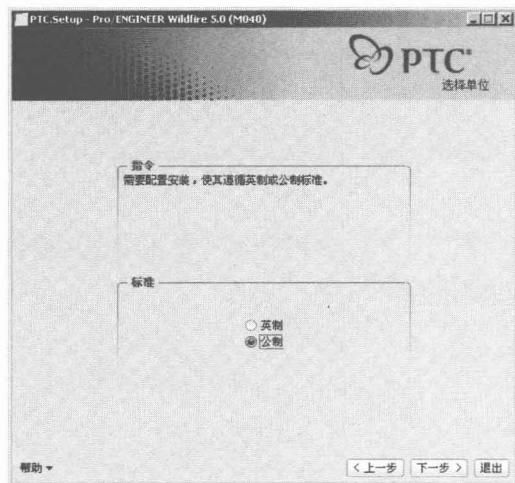 PTC.Setup - Pro/ENGINEER Wildfire 5.0 (M040)
PTC®
选择单位
指令
需要配置安装，使其遵循英制或公制标准。
标准
英制
公制
帮助
< 上一步
下一步 >
退出